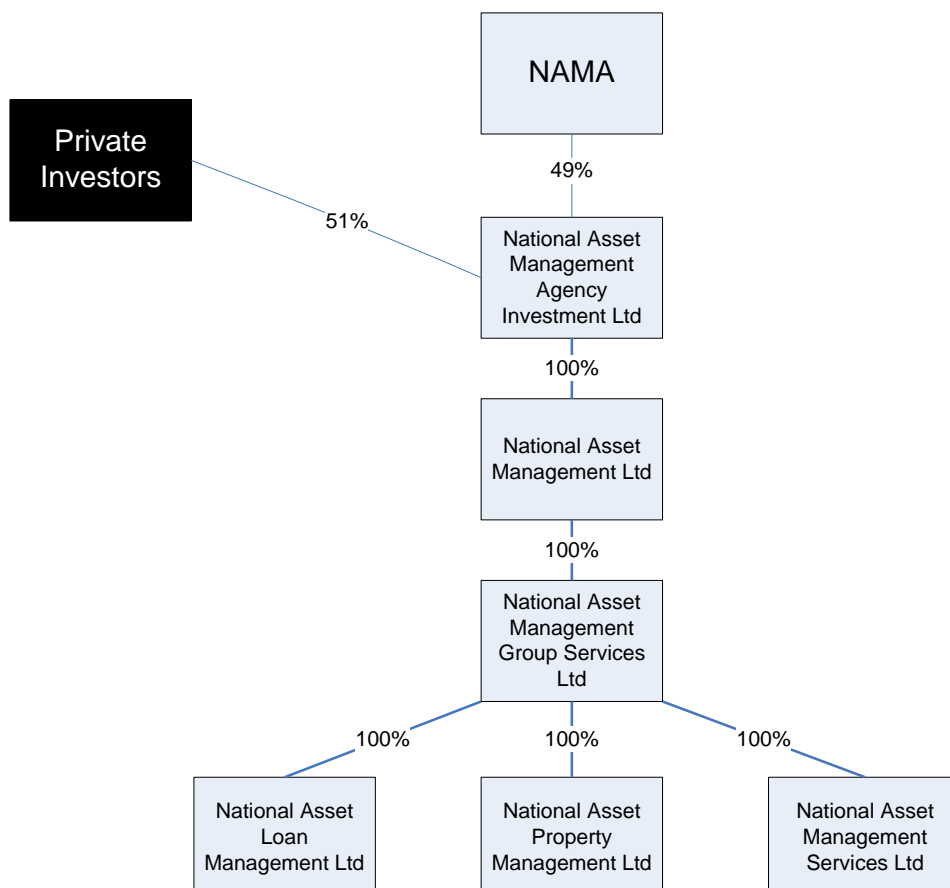 NAMA
Private
Investors
49%
51%
National Asset
Management
Agency
Investment Ltd
100%
National Asset
Management Ltd
100%
National Asset
Management
Group Services
Ltd
100%
100%
100%
National Asset
Loan
Management Ltd
National Asset
Property
Management Ltd
National Asset
Management
Services Ltd